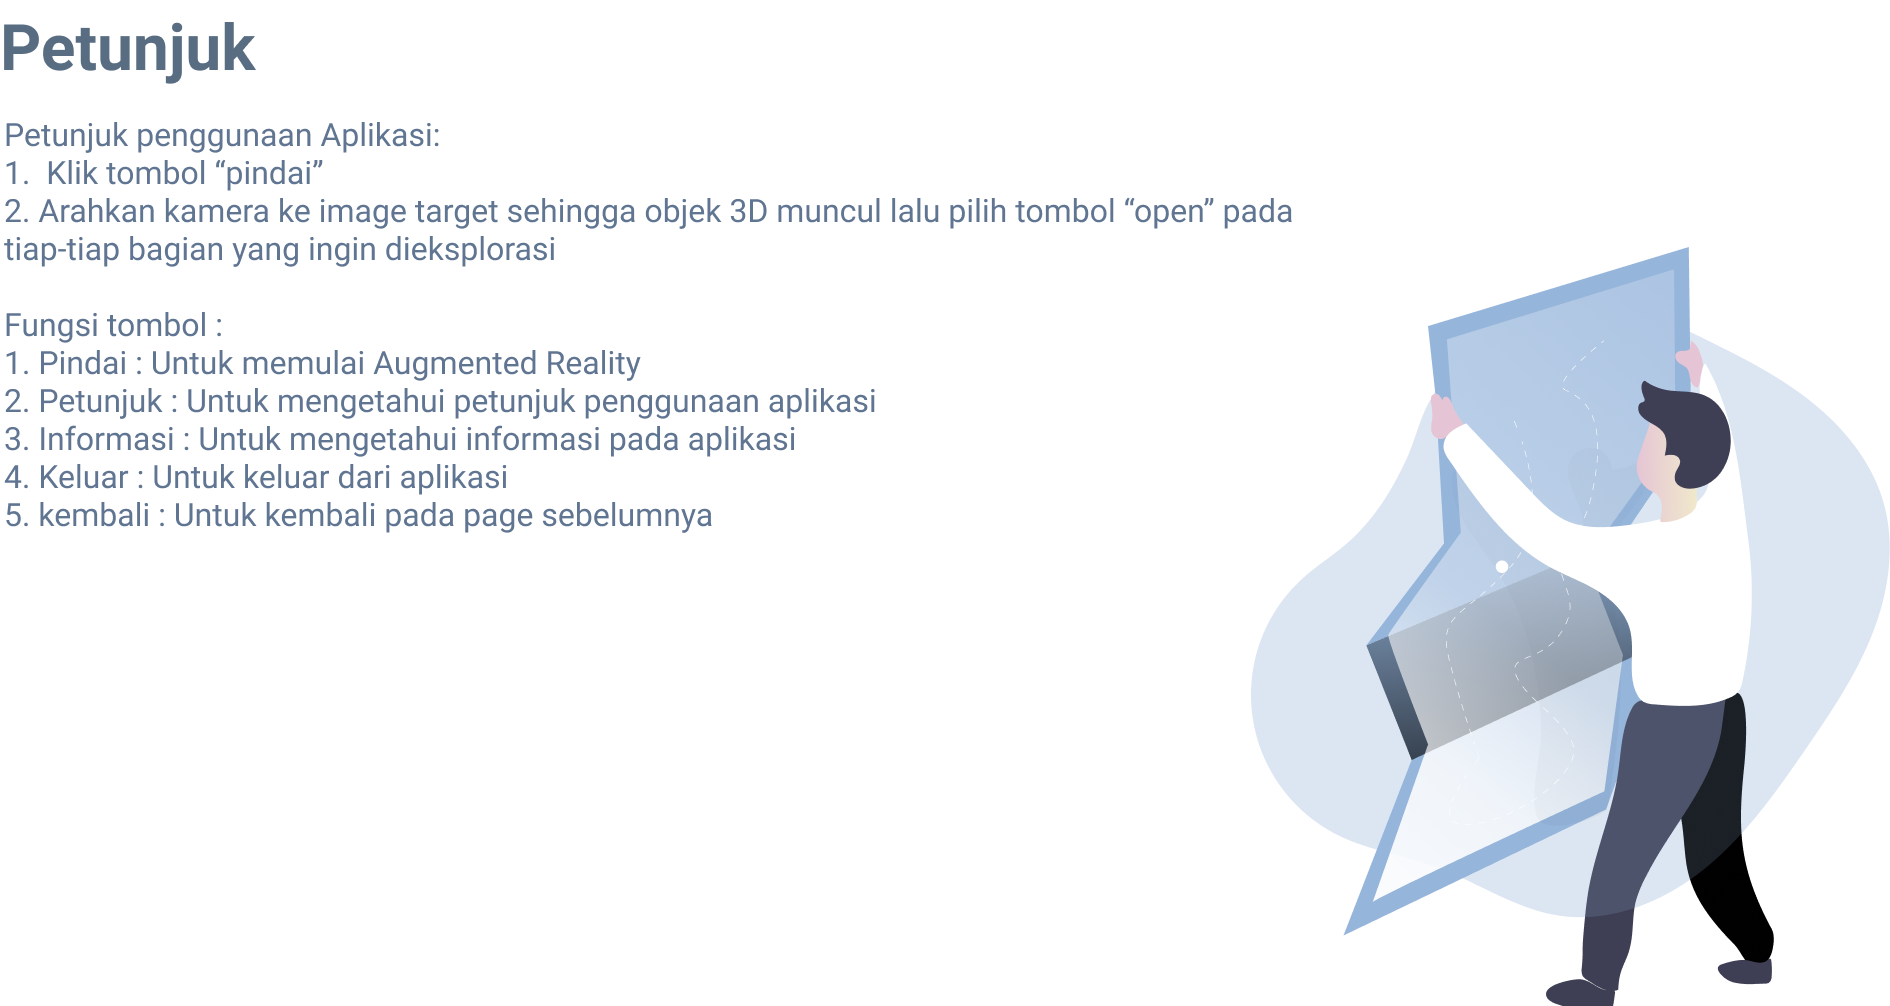 Petunjuk
Petunjuk penggunaan Aplikasi:
1.  Klik tombol “pindai”
2. Arahkan kamera ke image target sehingga objek 3D muncul lalu pilih tombol “open” pada
tiap-tiap bagian yang ingin dieksplorasi
Fungsi tombol :
1. Pindai : Untuk memulai Augmented Reality
2. Petunjuk : Untuk mengetahui petunjuk penggunaan aplikasi
3. Informasi : Untuk mengetahui informasi pada aplikasi
4. Keluar : Untuk keluar dari aplikasi
5. kembali : Untuk kembali pada page sebelumnya